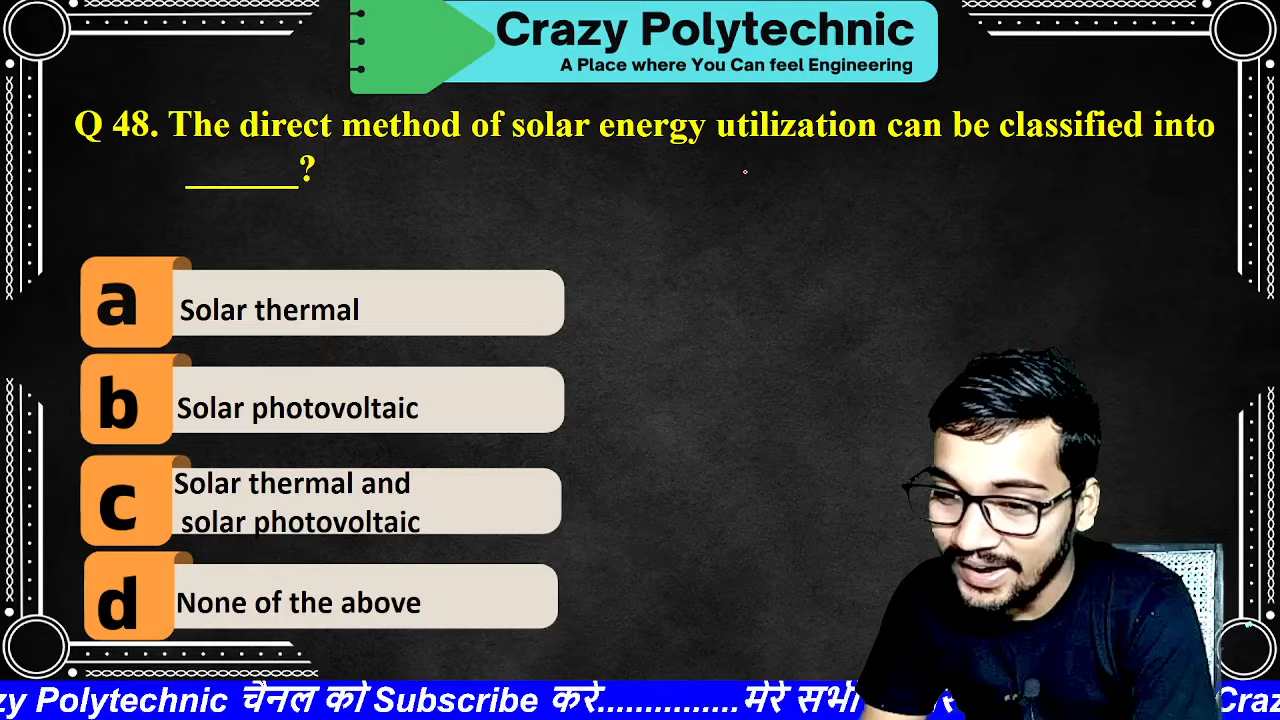 Crazy Polytechnic
A Place where You Can feel Engineering
Q 48. The direct method of solar energy utilization can be classified into
______?
a Solar thermal
b Solar photovoltaic
c Solar thermal and
solar photovoltaic
d None of the above
zy Polytechnic चैनल को Subscribe करे...............मेरे सभी Craz